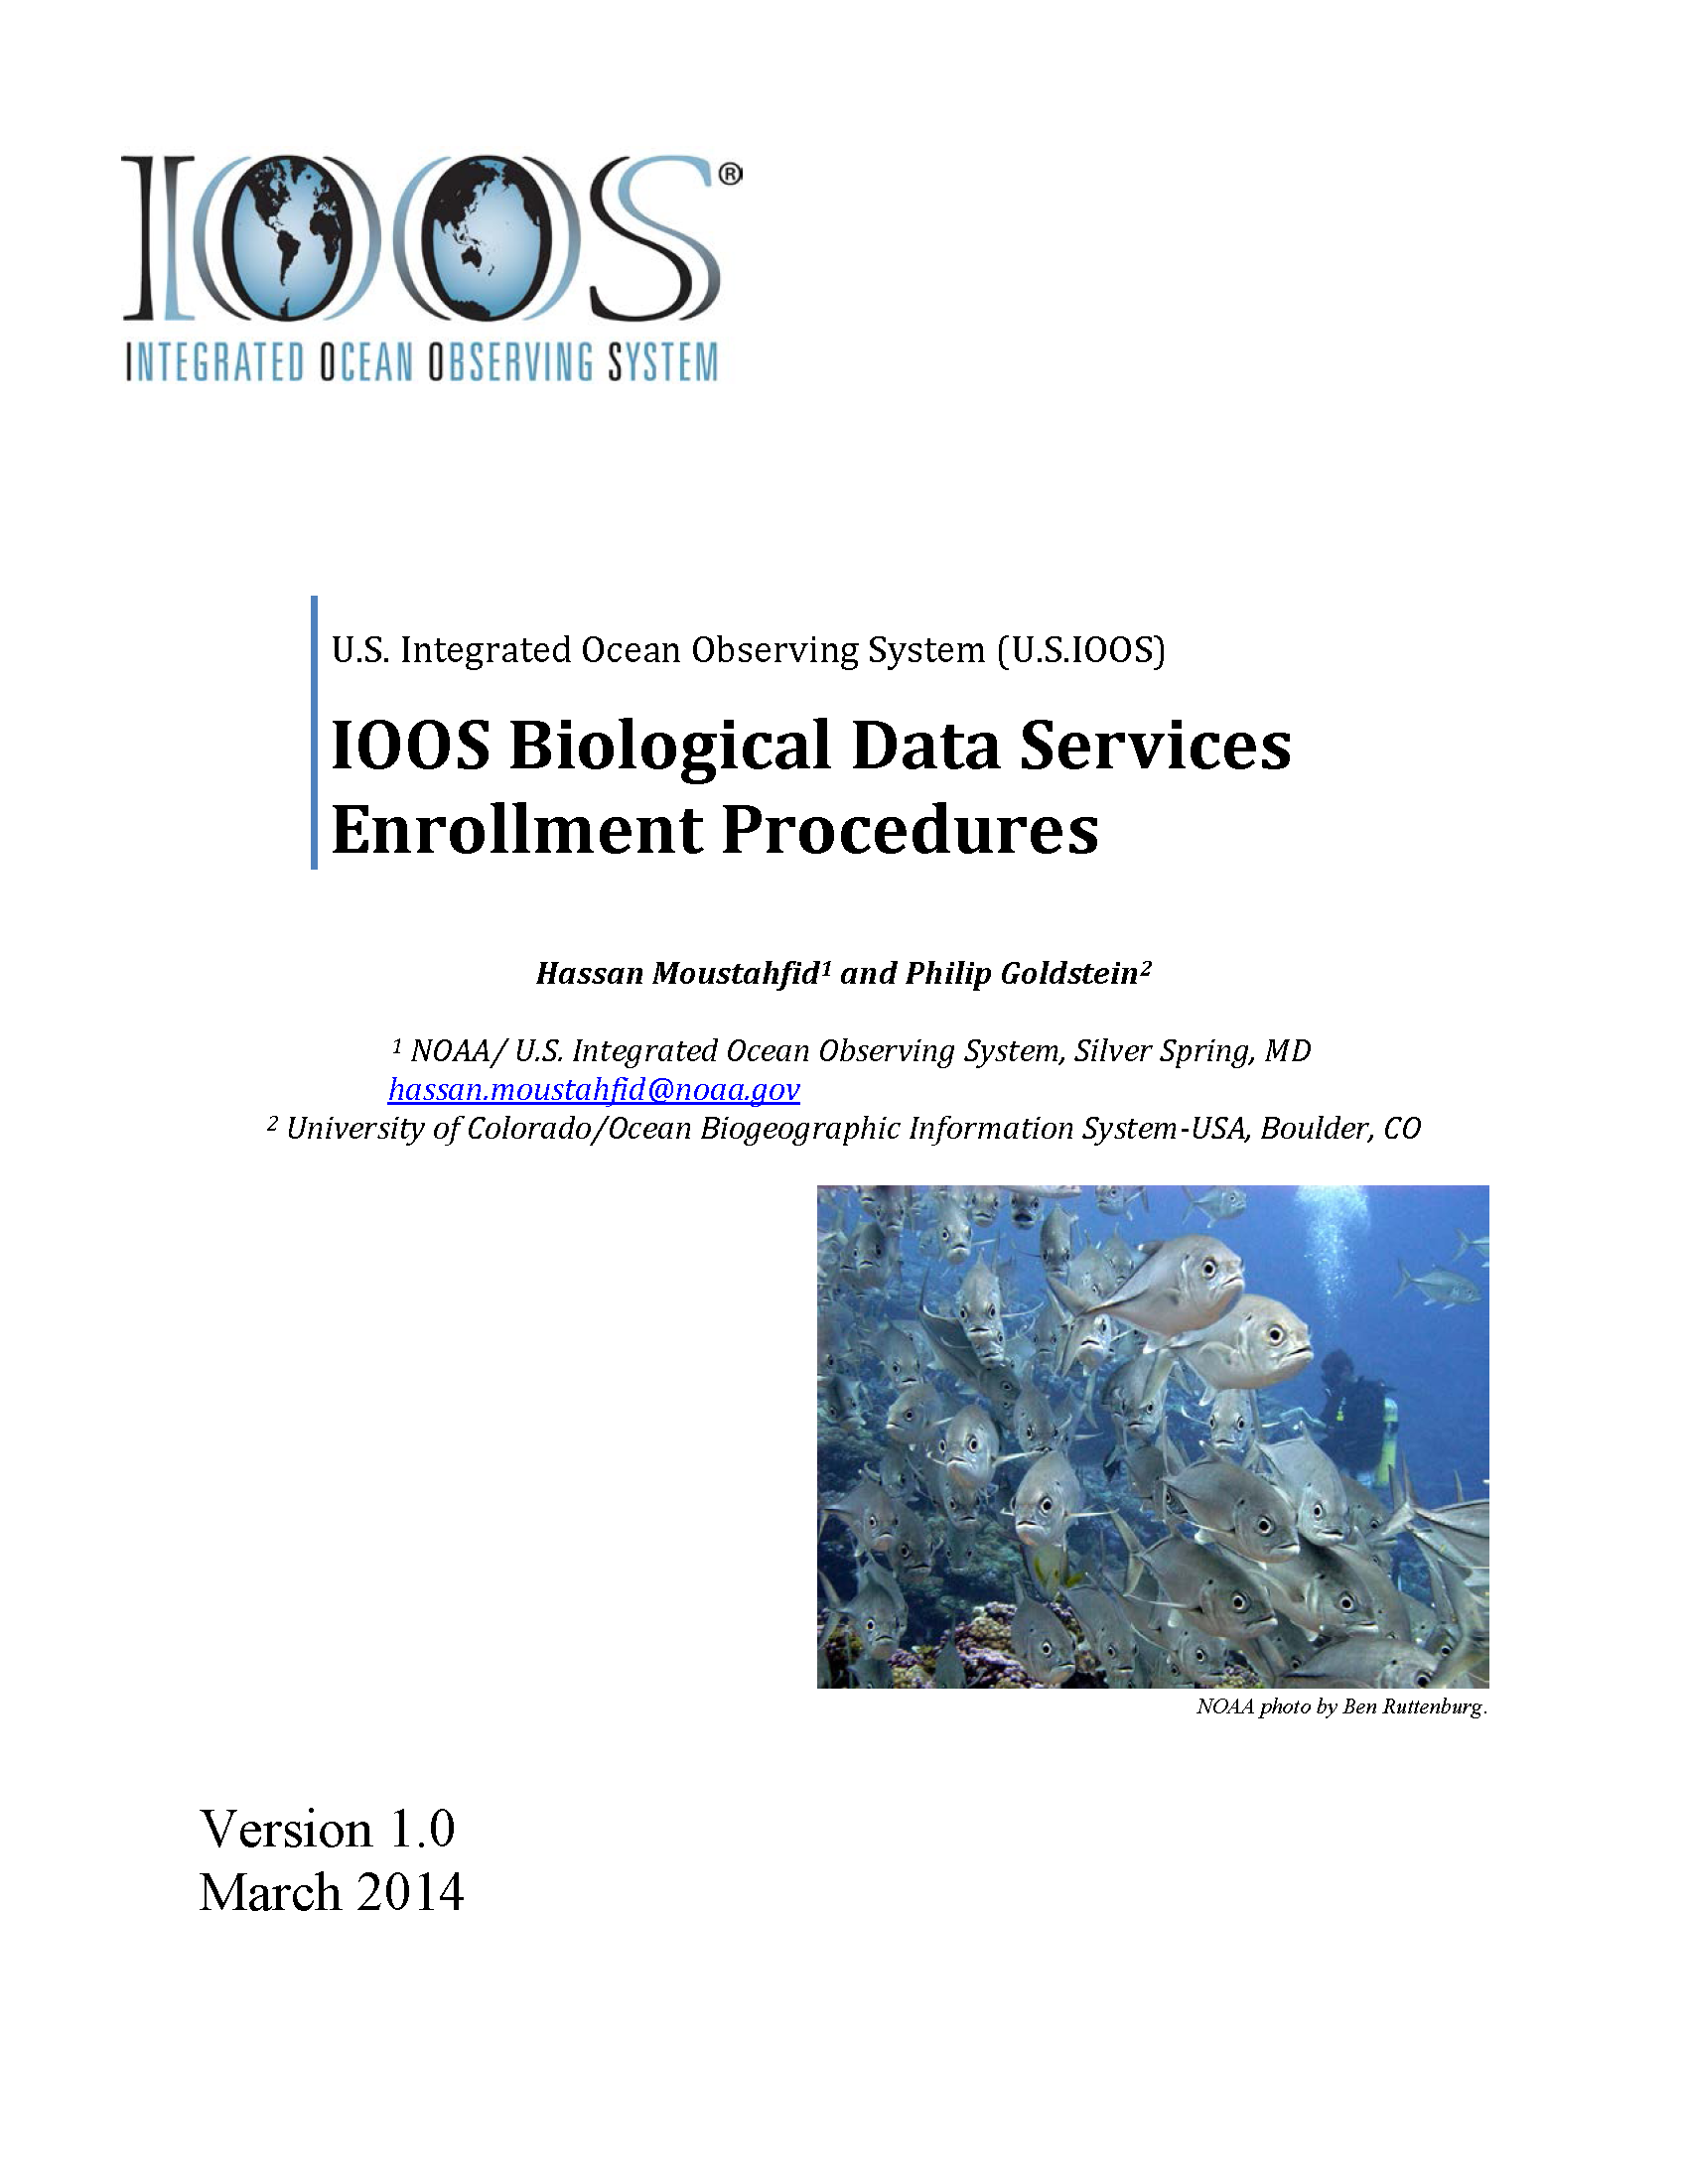 IOOS®
INTEGRATED OCEAN OBSERVING SYSTEM
U.S. Integrated Ocean Observing System (U.S.IOOS)
IOOS Biological Data Services
Enrollment Procedures
Hassan Moustahfid¹ and Philip Goldstein²
¹ NOAA/ U.S. Integrated Ocean Observing System, Silver Spring, MD
hassan.moustahfid@noaa.gov
² University of Colorado/Ocean Biogeographic Information System-USA, Boulder, CO
NOAA photo by Ben Ruttenburg.
Version 1.0
March 2014